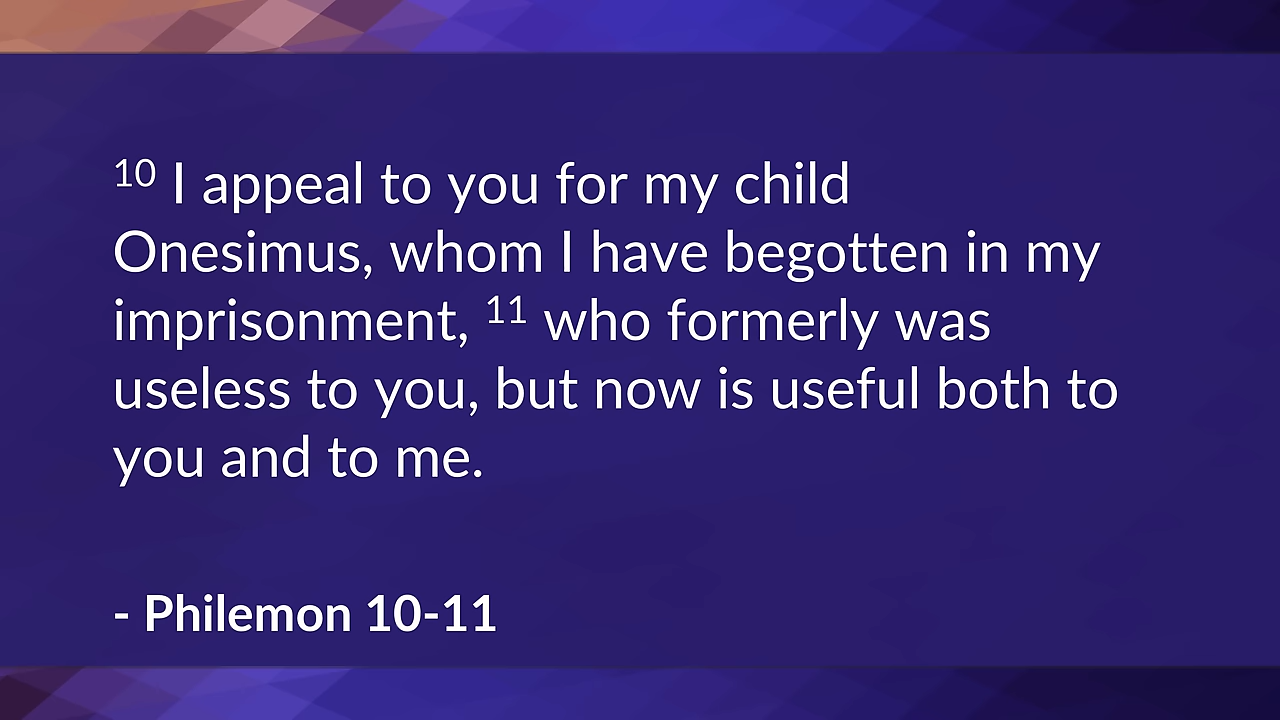 10 I appeal to you for my child
Onesimus, whom I have begotten in my
imprisonment, 11 who formerly was
useless to you, but now is useful both to
you and to me.
- Philemon 10-11